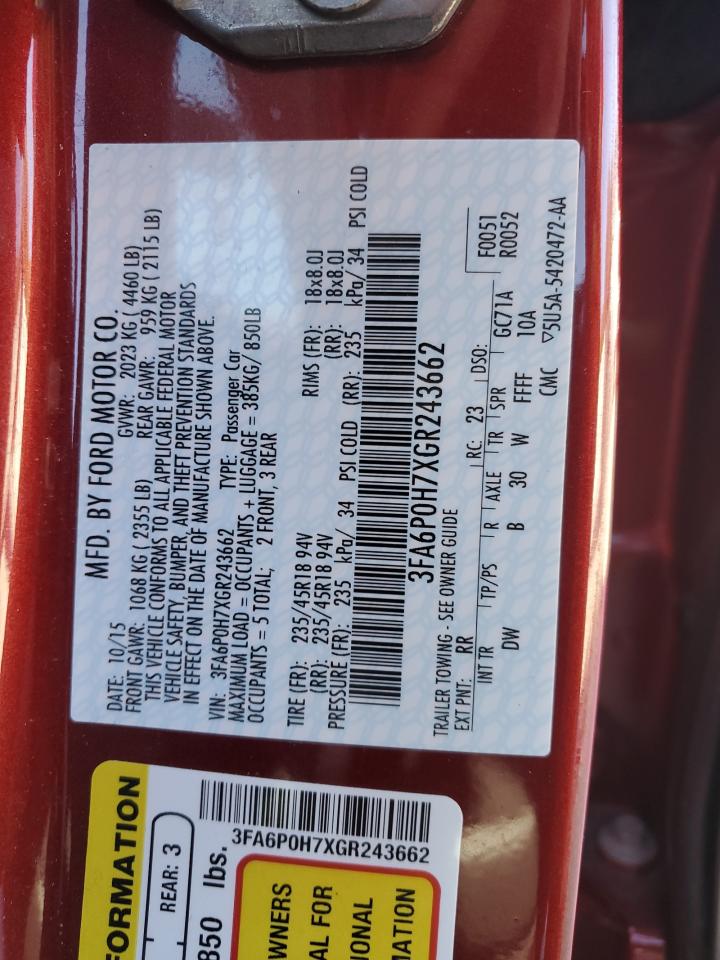 MFD. BY FORD MOTOR CO.
DATE: 10/15 GVWR: 2023 KG ( 4460 LB)
FRONT GAWR: 1068 KG ( 2355 LB) REAR GAWR: 959 KG ( 2115 LB)
THIS VEHICLE CONFORMS TO ALL APPLICABLE FEDERAL MOTOR
VEHICLE SAFETY, BUMPER, AND THEFT PREVENTION STANDARDS
IN EFFECT ON THE DATE OF MANUFACTURE SHOWN ABOVE.
VIN: 3FA6P0H7XGR243662 TYPE: Passenger Car
MAXIMUM LOAD = OCCUPANTS + LUGGAGE = 385KG/ 850LB
OCCUPANTS = 5 TOTAL; 2 FRONT, 3 REAR
TIRE (FR): 235/45R18 94V RIMS (FR): 18x8.0J
(RR): 235/45R18 94V (RR): 18x8.0J
PRESSURE (FR): 235 kPa/ 34 PSI COLD (RR): 235 kPa/ 34 PSI COLD
3FA6P0H7XGR243662
TRAILER TOWING - SEE OWNER GUIDE
EXT PNT: RR RC: 23 DSO: F0051
R0052
INT TR TP/PS R AXLE TR SPR GC71A
DW B 30 W FFFF 10A
CMC ▽5U5A-5420472-AA
FORMATION
REAR: 3
850 lbs.
3FA6P0H7XGR243662
WNERS
AL FOR
IONAL
MATION